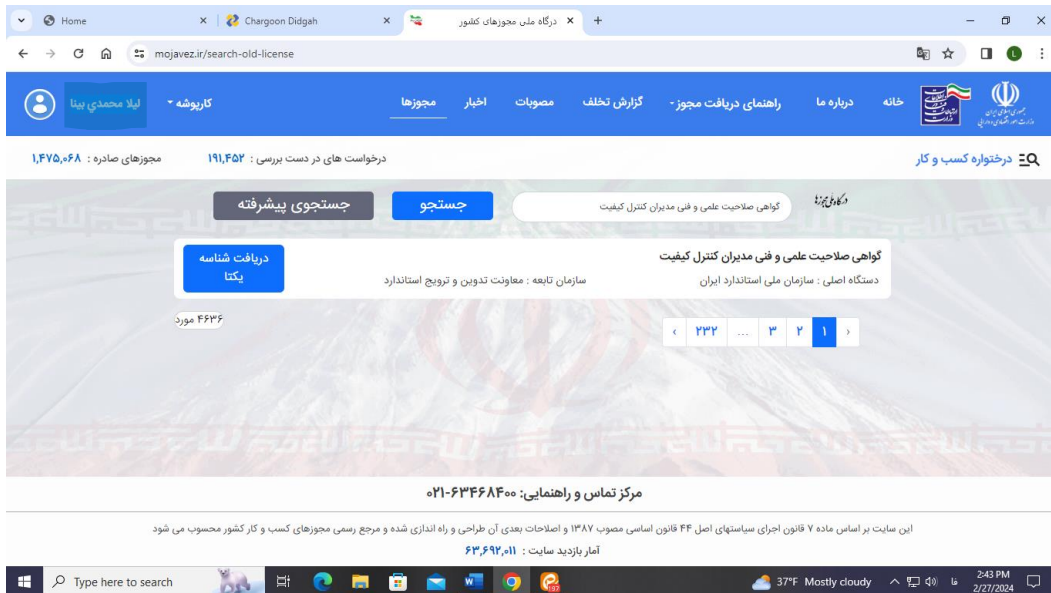 Home
Chargoon Didgah
درگاه ملی مجوزهای کشور
mojavez.ir/search-old-license
L
خانه
درباره ما
راهنمای دریافت مجوز -
گزارش تخلف
مصوبات
اخبار
مجوزها
کارپوشه
لیلا محمدي بینا
درختواره کسب و کار
درخواست های در دست بررسی : ۱۹۱,۴۵۲
مجوزهای صادره : ۱,۴۷۵,۰۶۸
درگاه ملی مجوزها
گواهی صلاحیت علمی و فنی مدیران کنترل کیفیت
جستجو
جستجوی پیشرفته
گواهی صلاحیت علمی و فنی مدیران کنترل کیفیت
دستگاه اصلی : سازمان ملی استاندارد ایران
سازمان تابعه : معاونت تدوین و ترویج استاندارد
دریافت شناسه
یکتا
‹ ۱ ۲ ۳ ... ۲۳۲ ›
۴۶۳۶ مورد
مرکز تماس و راهنمایی: ۰۲۱-۶۳۴۶۸۴۰۰
این سایت بر اساس ماده ۷ قانون اجرای سیاستهای اصل ۴۴ قانون اساسی مصوب ۱۳۸۷ و اصلاحات بعدی آن طراحی و راه اندازی شده و مرجع رسمی مجوزهای کسب و کار کشور محسوب می شود
آمار بازدید سایت : ۶۳,۶۹۲,۰۱۱
Type here to search
37°F Mostly cloudy
فا
2:43 PM
2/27/2024